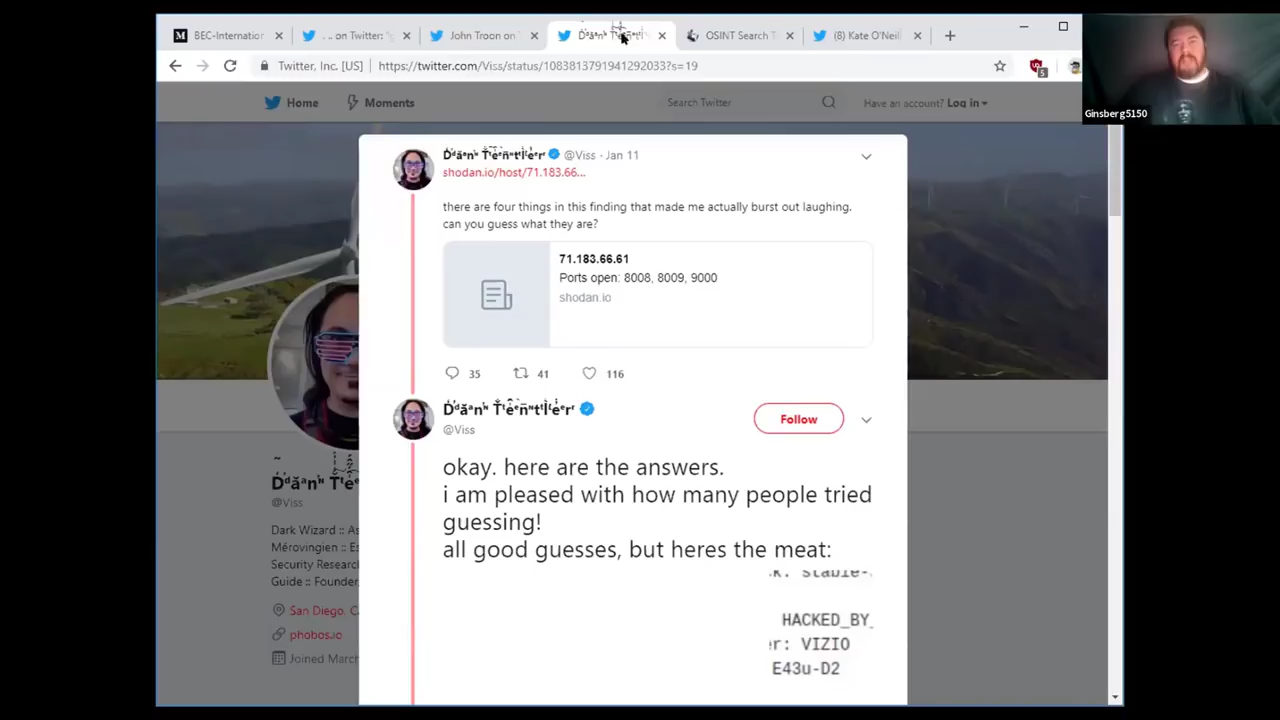 BEC-Internation
.. on Twitter: "g
John Troon on
OSINT Search T
(8) Kate O'Neill
Twitter, Inc. [US]
https://twitter.com/Viss/status/1083813791941292033?s=19
5
Ginsberg5150
Home
Moments
Search Twitter
Have an account? Log in
@Viss · Jan 11
shodan.io/host/71.183.66...
there are four things in this finding that made me actually burst out laughing.
can you guess what they are?
71.183.66.61
Ports open: 8008, 8009, 9000
shodan.io
35
41
116
@Viss
Follow
okay. here are the answers.
i am pleased with how many people tried
guessing!
all good guesses, but heres the meat:
HACKED_BY_
r: VIZIO
E43u-D2
@Viss
Dark Wizard :: As
Mérovingien :: Es
Security Researc
Guide :: Founder
San Diego, C
phobos.io
Joined March